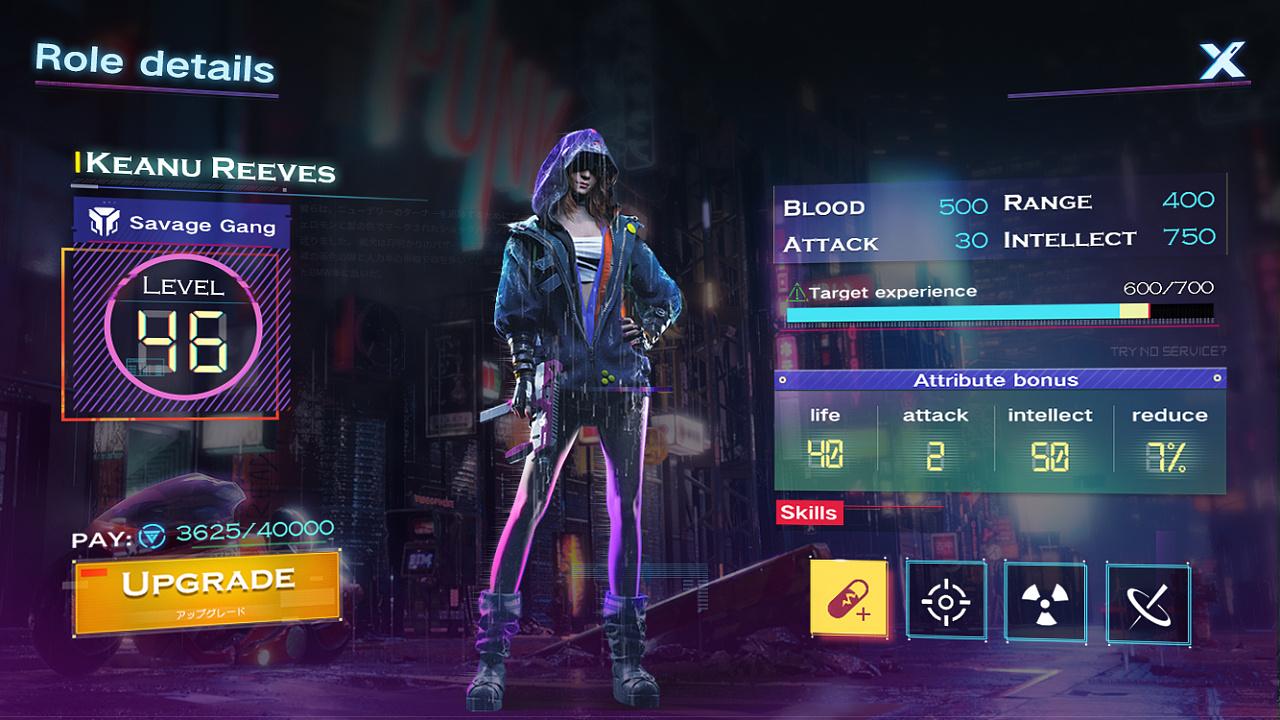 Role details
X
KEANU REEVES
Savage Gang
LEVEL
46
PAY: 3625/40000
UPGRADE
アップグレード
BLOOD 500 RANGE 400
ATTACK 30 INTELLECT 750
Target experience 600/700
TRY NO SERVICE?
Attribute bonus
life attack intellect reduce
40 2 50 7%
Skills